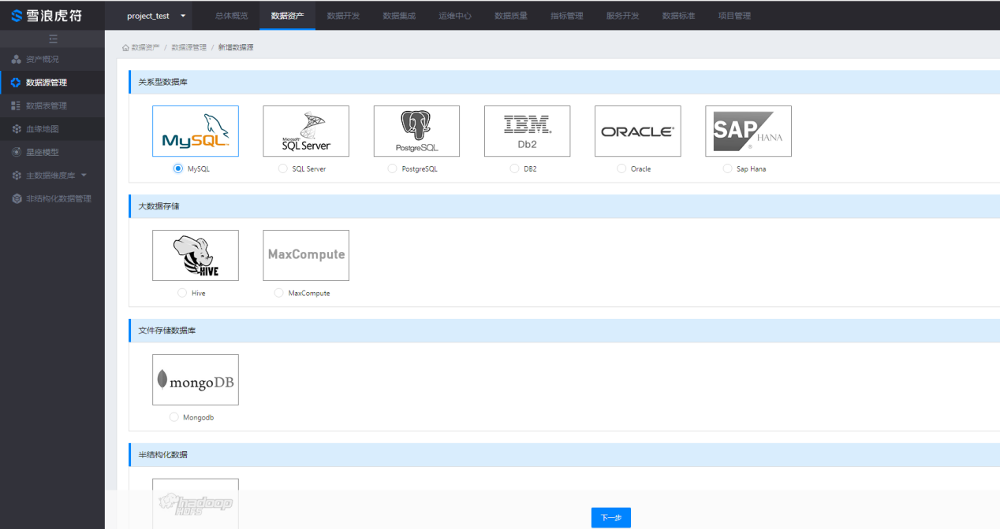 雪浪虎符
project_test
总体概览 数据资产 数据开发 数据集成 运维中心 数据质量 指标管理 服务开发 数据标准 项目管理
资产概况
数据源管理
数据表管理
血缘地图
星座模型
主数据维度库
非结构化数据管理
数据资产 / 数据源管理 / 新增数据源
关系型数据库
MySQL™
Microsoft® SQL Server
PostgreSQL
IBM. Db2
ORACLE®
SAP® HANA
MySQL SQL Server PostgreSQL DB2 Oracle Sap Hana
大数据存储
HIVE
MaxCompute
Hive MaxCompute
文件存储数据库
mongoDB
Mongodb
半结构化数据
hadoop
HDFS
下一步